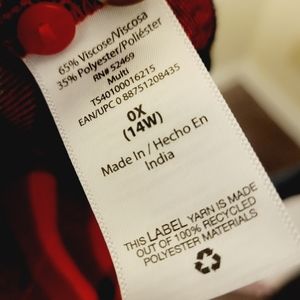 65% Viscose/Viscosa
35% Polyester/Poliéster
RN# 52469
Multi
TS40100016215
EAN/UPC 0 88751208435
0X
(14W)
Made In / Hecho En
India
THIS LABEL YARN IS MADE
OUT OF 100% RECYCLED
POLYESTER MATERIALS